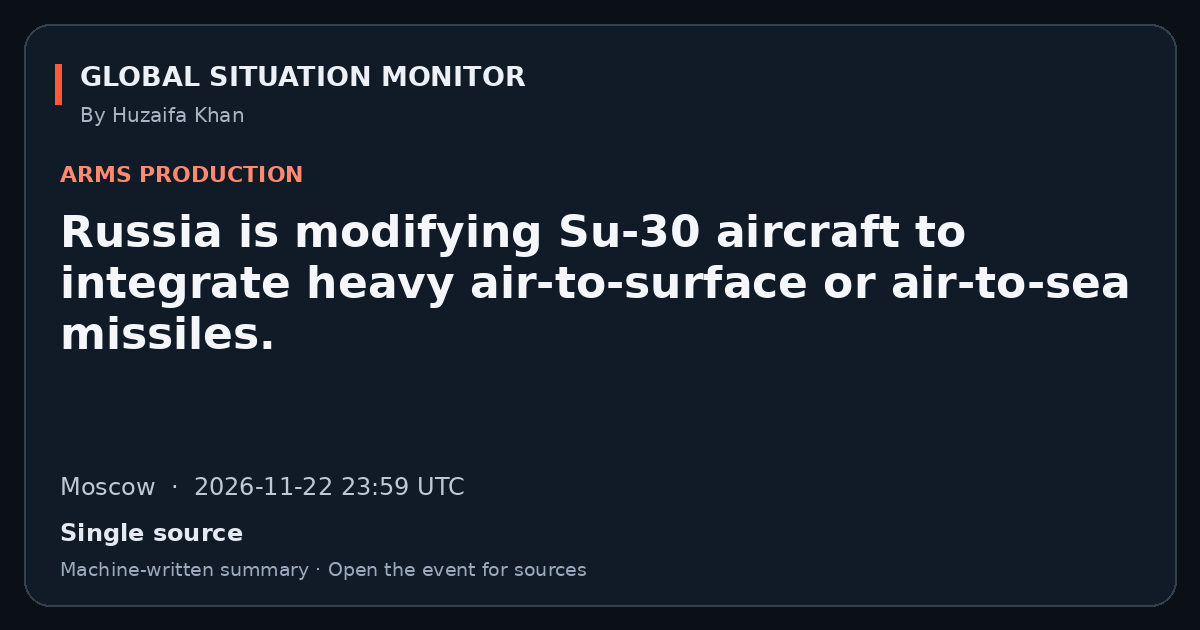 GLOBAL SITUATION MONITOR
By Huzaifa Khan
ARMS PRODUCTION
Russia is modifying Su-30 aircraft to
integrate heavy air-to-surface or air-to-sea
missiles.
Moscow · 2026-11-22 23:59 UTC
Single source
Machine-written summary · Open the event for sources